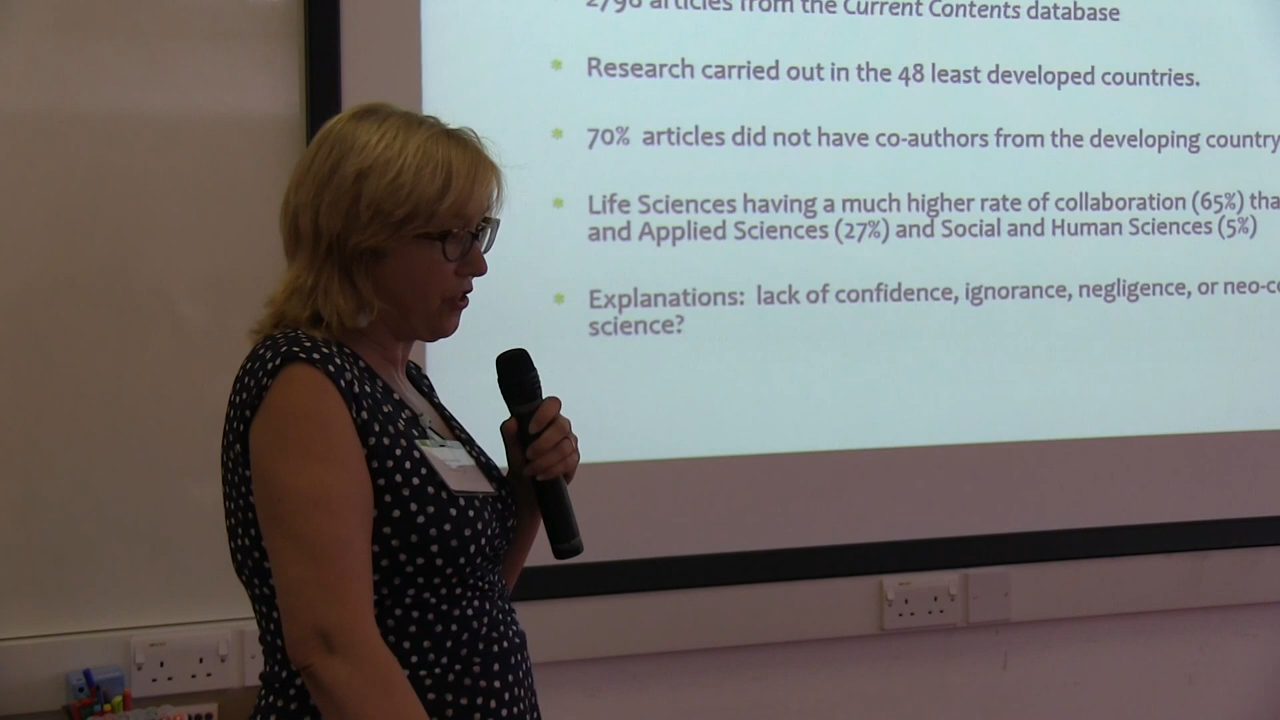 2796 articles from the Current Contents database
Research carried out in the 48 least developed countries.
70% articles did not have co-authors from the developing country
Life Sciences having a much higher rate of collaboration (65%)
and Applied Sciences (27%) and Social and Human Sciences (5%)
Explanations: lack of confidence, ignorance, negligence, or
science?